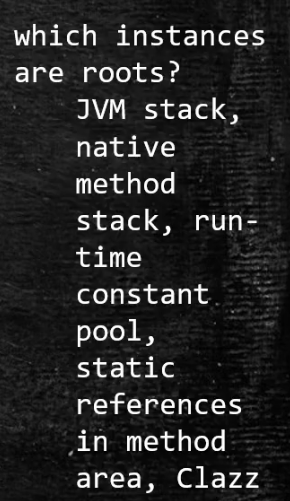 which instances
are roots?
JVM stack,
native
method
stack, run-
time
constant
pool,
static
references
in method
area, Clazz